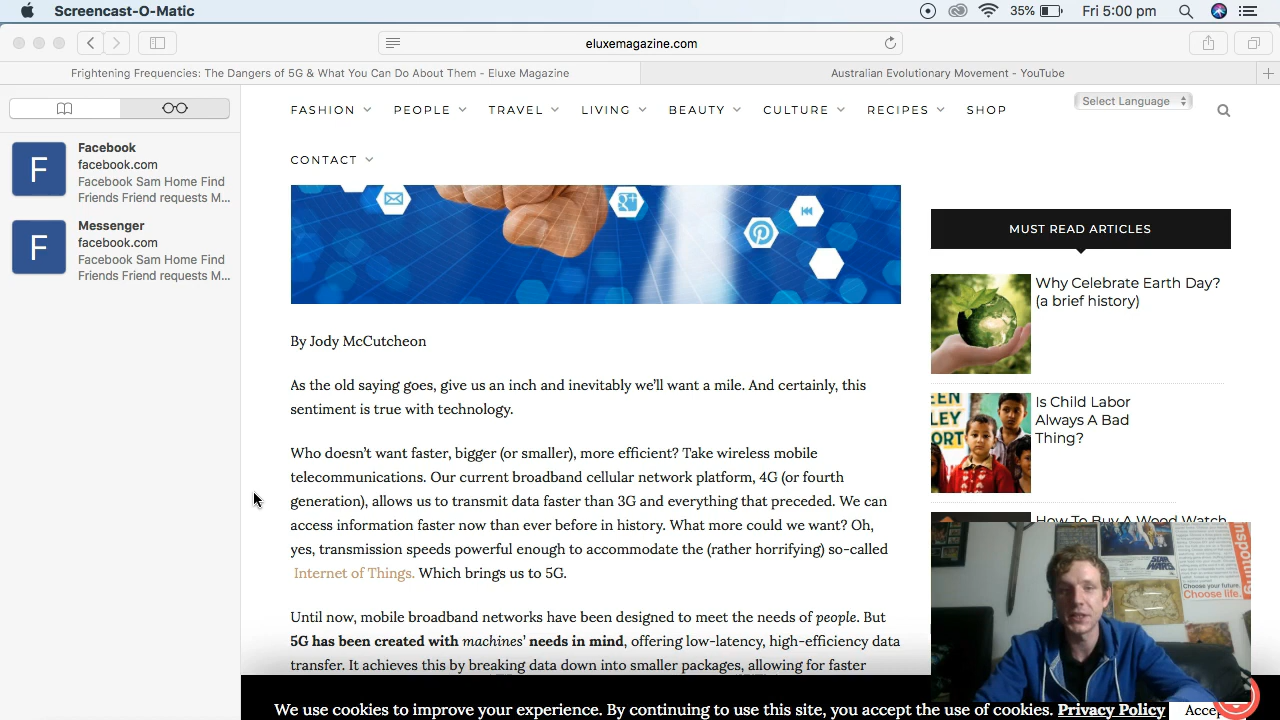 Screencast-O-Matic
35%
Fri 5:00 pm
eluxemagazine.com
Frightening Frequencies: The Dangers of 5G & What You Can Do About Them - Eluxe Magazine
Australian Evolutionary Movement - YouTube
Facebook
facebook.com
Facebook Sam Home Find
Friends Friend requests M...
Messenger
facebook.com
Facebook Sam Home Find
Friends Friend requests M...
F
F
FASHION PEOPLE TRAVEL LIVING BEAUTY CULTURE RECIPES SHOP
CONTACT
Select Language
g+
By Jody McCutcheon
As the old saying goes, give us an inch and inevitably we'll want a mile. And certainly, this
sentiment is true with technology.
Who doesn't want faster, bigger (or smaller), more efficient? Take wireless mobile
telecommunications. Our current broadband cellular network platform, 4G (or fourth
generation), allows us to transmit data faster than 3G and everything that preceded. We can
access information faster now than ever before in history. What more could we want? Oh,
yes, transmission speeds powerful enough to accommodate the (rather horrifying) so-called
Internet of Things. Which brings us to 5G.
Until now, mobile broadband networks have been designed to meet the needs of people. But
5G has been created with machines' needs in mind, offering low-latency, high-efficiency data
transfer. It achieves this by breaking data down into smaller packages, allowing for faster
MUST READ ARTICLES
Why Celebrate Earth Day?
(a brief history)
EEN
LEY
ORT
Is Child Labor
Always A Bad
Thing?
How To Buy A Wood Watch
STAR
WARS
Choose your future.
Choose life.
We use cookies to improve your experience. By continuing to use this site, you accept the use of cookies. Privacy Policy